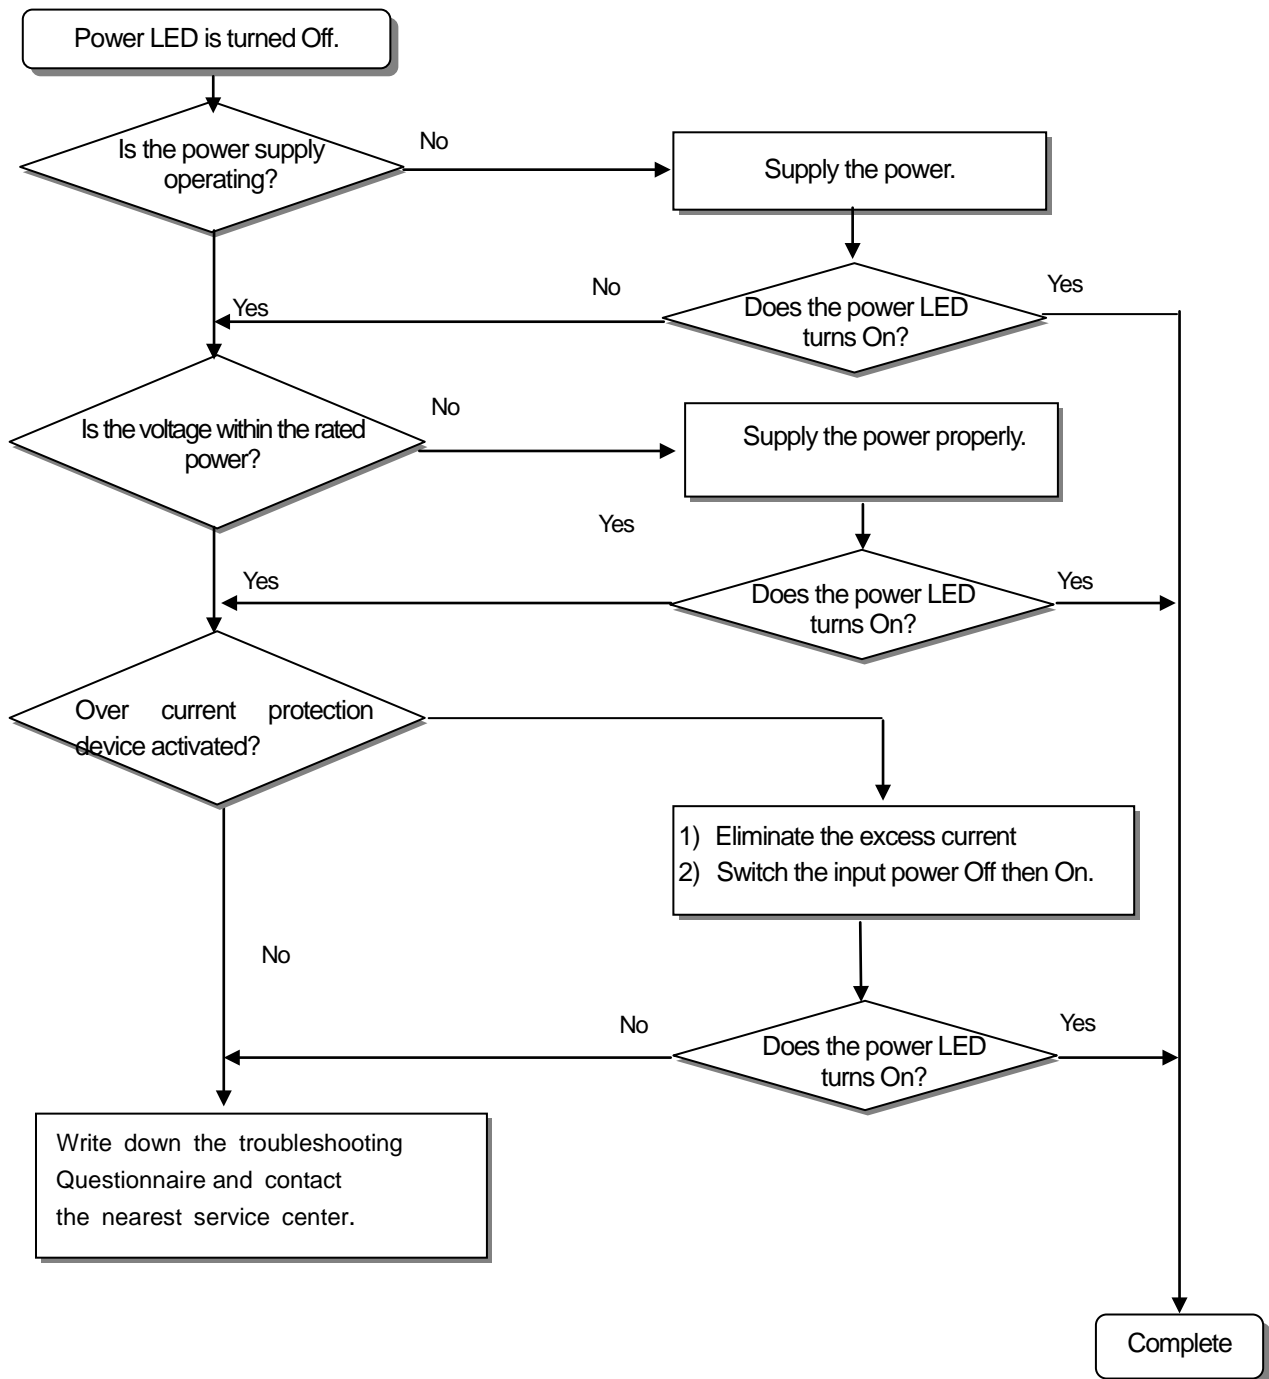 Power LED is turned Off.
Is the power supply
operating?
No
Supply the power.
Yes
No
Does the power LED
turns On?
Yes
Is the voltage within the rated
power?
No
Supply the power properly.
Yes
Yes
Does the power LED
turns On?
Yes
Over current protection
device activated?
1) Eliminate the excess current
2) Switch the input power Off then On.
No
No
Does the power LED
turns On?
Yes
Write down the troubleshooting
Questionnaire and contact
the nearest service center.
Complete